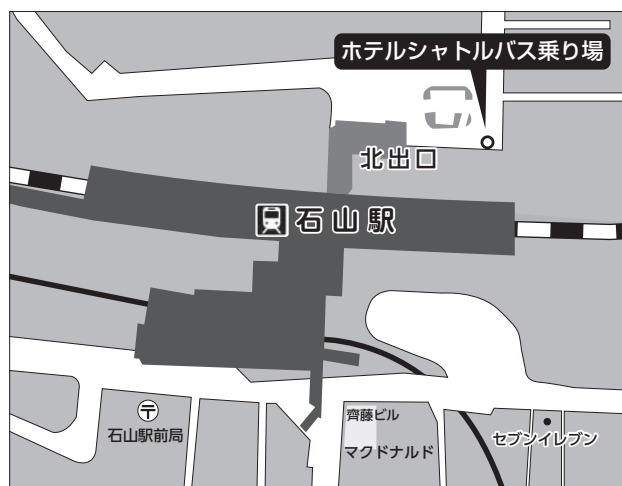 ホテルシャトルバス乗り場
北出口
石山駅
〒
石山駅前局
齊藤ビル
マクドナルド
セブンイレブン